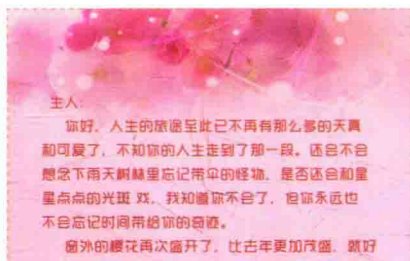 主人：
你好，人生的旅途至此已不再有那么多的天真
和可爱了，不知你的人生走到了那一段。还会不会
想念下雨天树林里忘记带伞的怪物，是否还会和星
星点点的光斑 戏，我知道你不会了，但你永远也
不会忘记时间带给你的奇迹。
窗外的樱花再次盛开了，比去年更加茂盛，就好